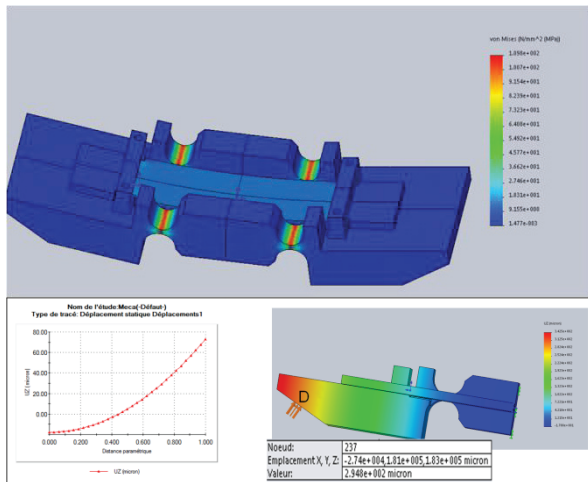 von Mises (N/mm^2 (MPa))
1.098e+002
1.007e+002
9.154e+001
8.238e+001
7.323e+001
6.408e+001
5.492e+001
4.577e+001
3.662e+001
2.746e+001
1.831e+001
9.155e+000
1.477e-003
Nom de l'étude:Meca(-Défaut-)
Type de tracé: Déplacement statique Déplacements1
80.00
60.00
40.00
20.00
0.00
UZ (micron)
0.000 0.200 0.400 0.600 0.800 1.000
Distance paramétrique
UZ (micron)
D
Noeud: 237
Emplacement X, Y, Z: -2.74e+004,1.81e+005,1.83e+005 micron
Valeur: 2.948e+002 micron